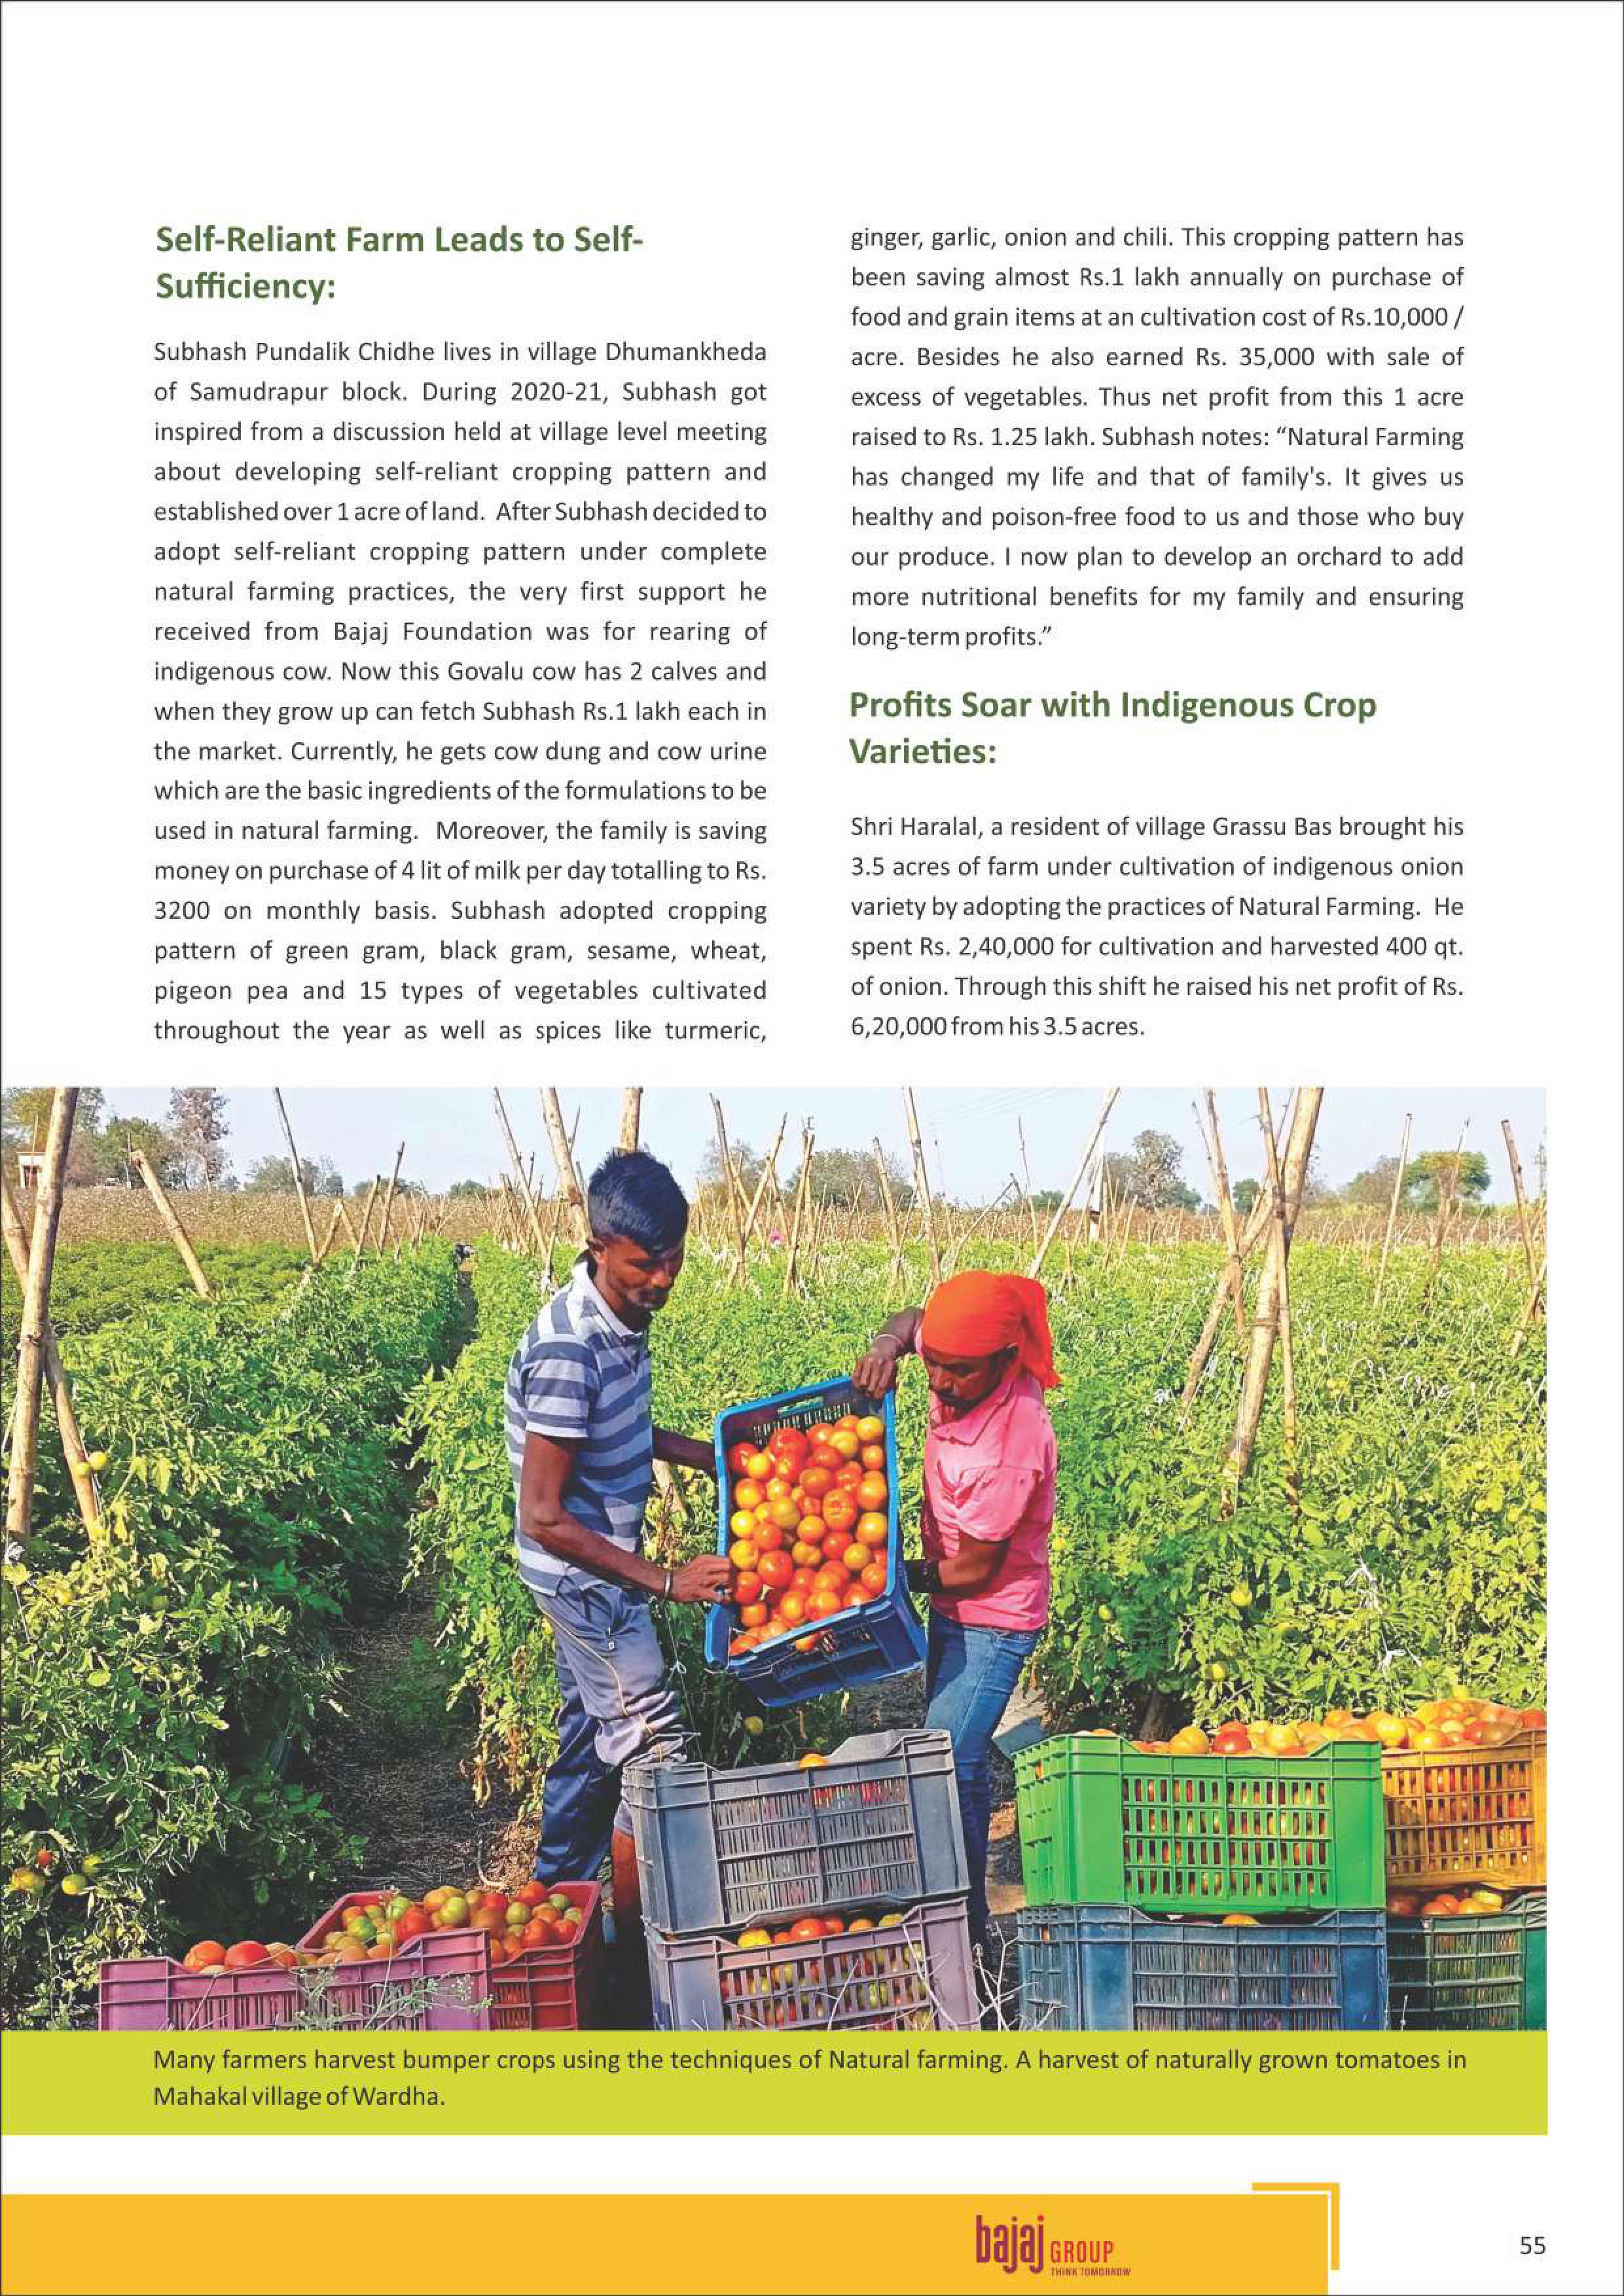 Self-Reliant Farm Leads to Self-
Sufficiency:
Subhash Pundalik Chidhe lives in village Dhumankheda
of Samudrapur block. During 2020-21, Subhash got
inspired from a discussion held at village level meeting
about developing self-reliant cropping pattern and
established over 1 acre of land. After Subhash decided to
adopt self-reliant cropping pattern under complete
natural farming practices, the very first support he
received from Bajaj Foundation was for rearing of
indigenous cow. Now this Govalu cow has 2 calves and
when they grow up can fetch Subhash Rs.1 lakh each in
the market. Currently, he gets cow dung and cow urine
which are the basic ingredients of the formulations to be
used in natural farming. Moreover, the family is saving
money on purchase of 4 lit of milk per day totalling to Rs.
3200 on monthly basis. Subhash adopted cropping
pattern of green gram, black gram, sesame, wheat,
pigeon pea and 15 types of vegetables cultivated
throughout the year as well as spices like turmeric,
ginger, garlic, onion and chili. This cropping pattern has
been saving almost Rs.1 lakh annually on purchase of
food and grain items at an cultivation cost of Rs.10,000 /
acre. Besides he also earned Rs. 35,000 with sale of
excess of vegetables. Thus net profit from this 1 acre
raised to Rs. 1.25 lakh. Subhash notes: “Natural Farming
has changed my life and that of family's. It gives us
healthy and poison-free food to us and those who buy
our produce. I now plan to develop an orchard to add
more nutritional benefits for my family and ensuring
long-term profits.”
Profits Soar with Indigenous Crop
Varieties:
Shri Haralal, a resident of village Grassu Bas brought his
3.5 acres of farm under cultivation of indigenous onion
variety by adopting the practices of Natural Farming. He
spent Rs. 2,40,000 for cultivation and harvested 400 qt.
of onion. Through this shift he raised his net profit of Rs.
6,20,000 from his 3.5 acres.
Many farmers harvest bumper crops using the techniques of Natural farming. A harvest of naturally grown tomatoes in
Mahakal village of Wardha.
bajaj GROUP
THINK TOMORROW
55